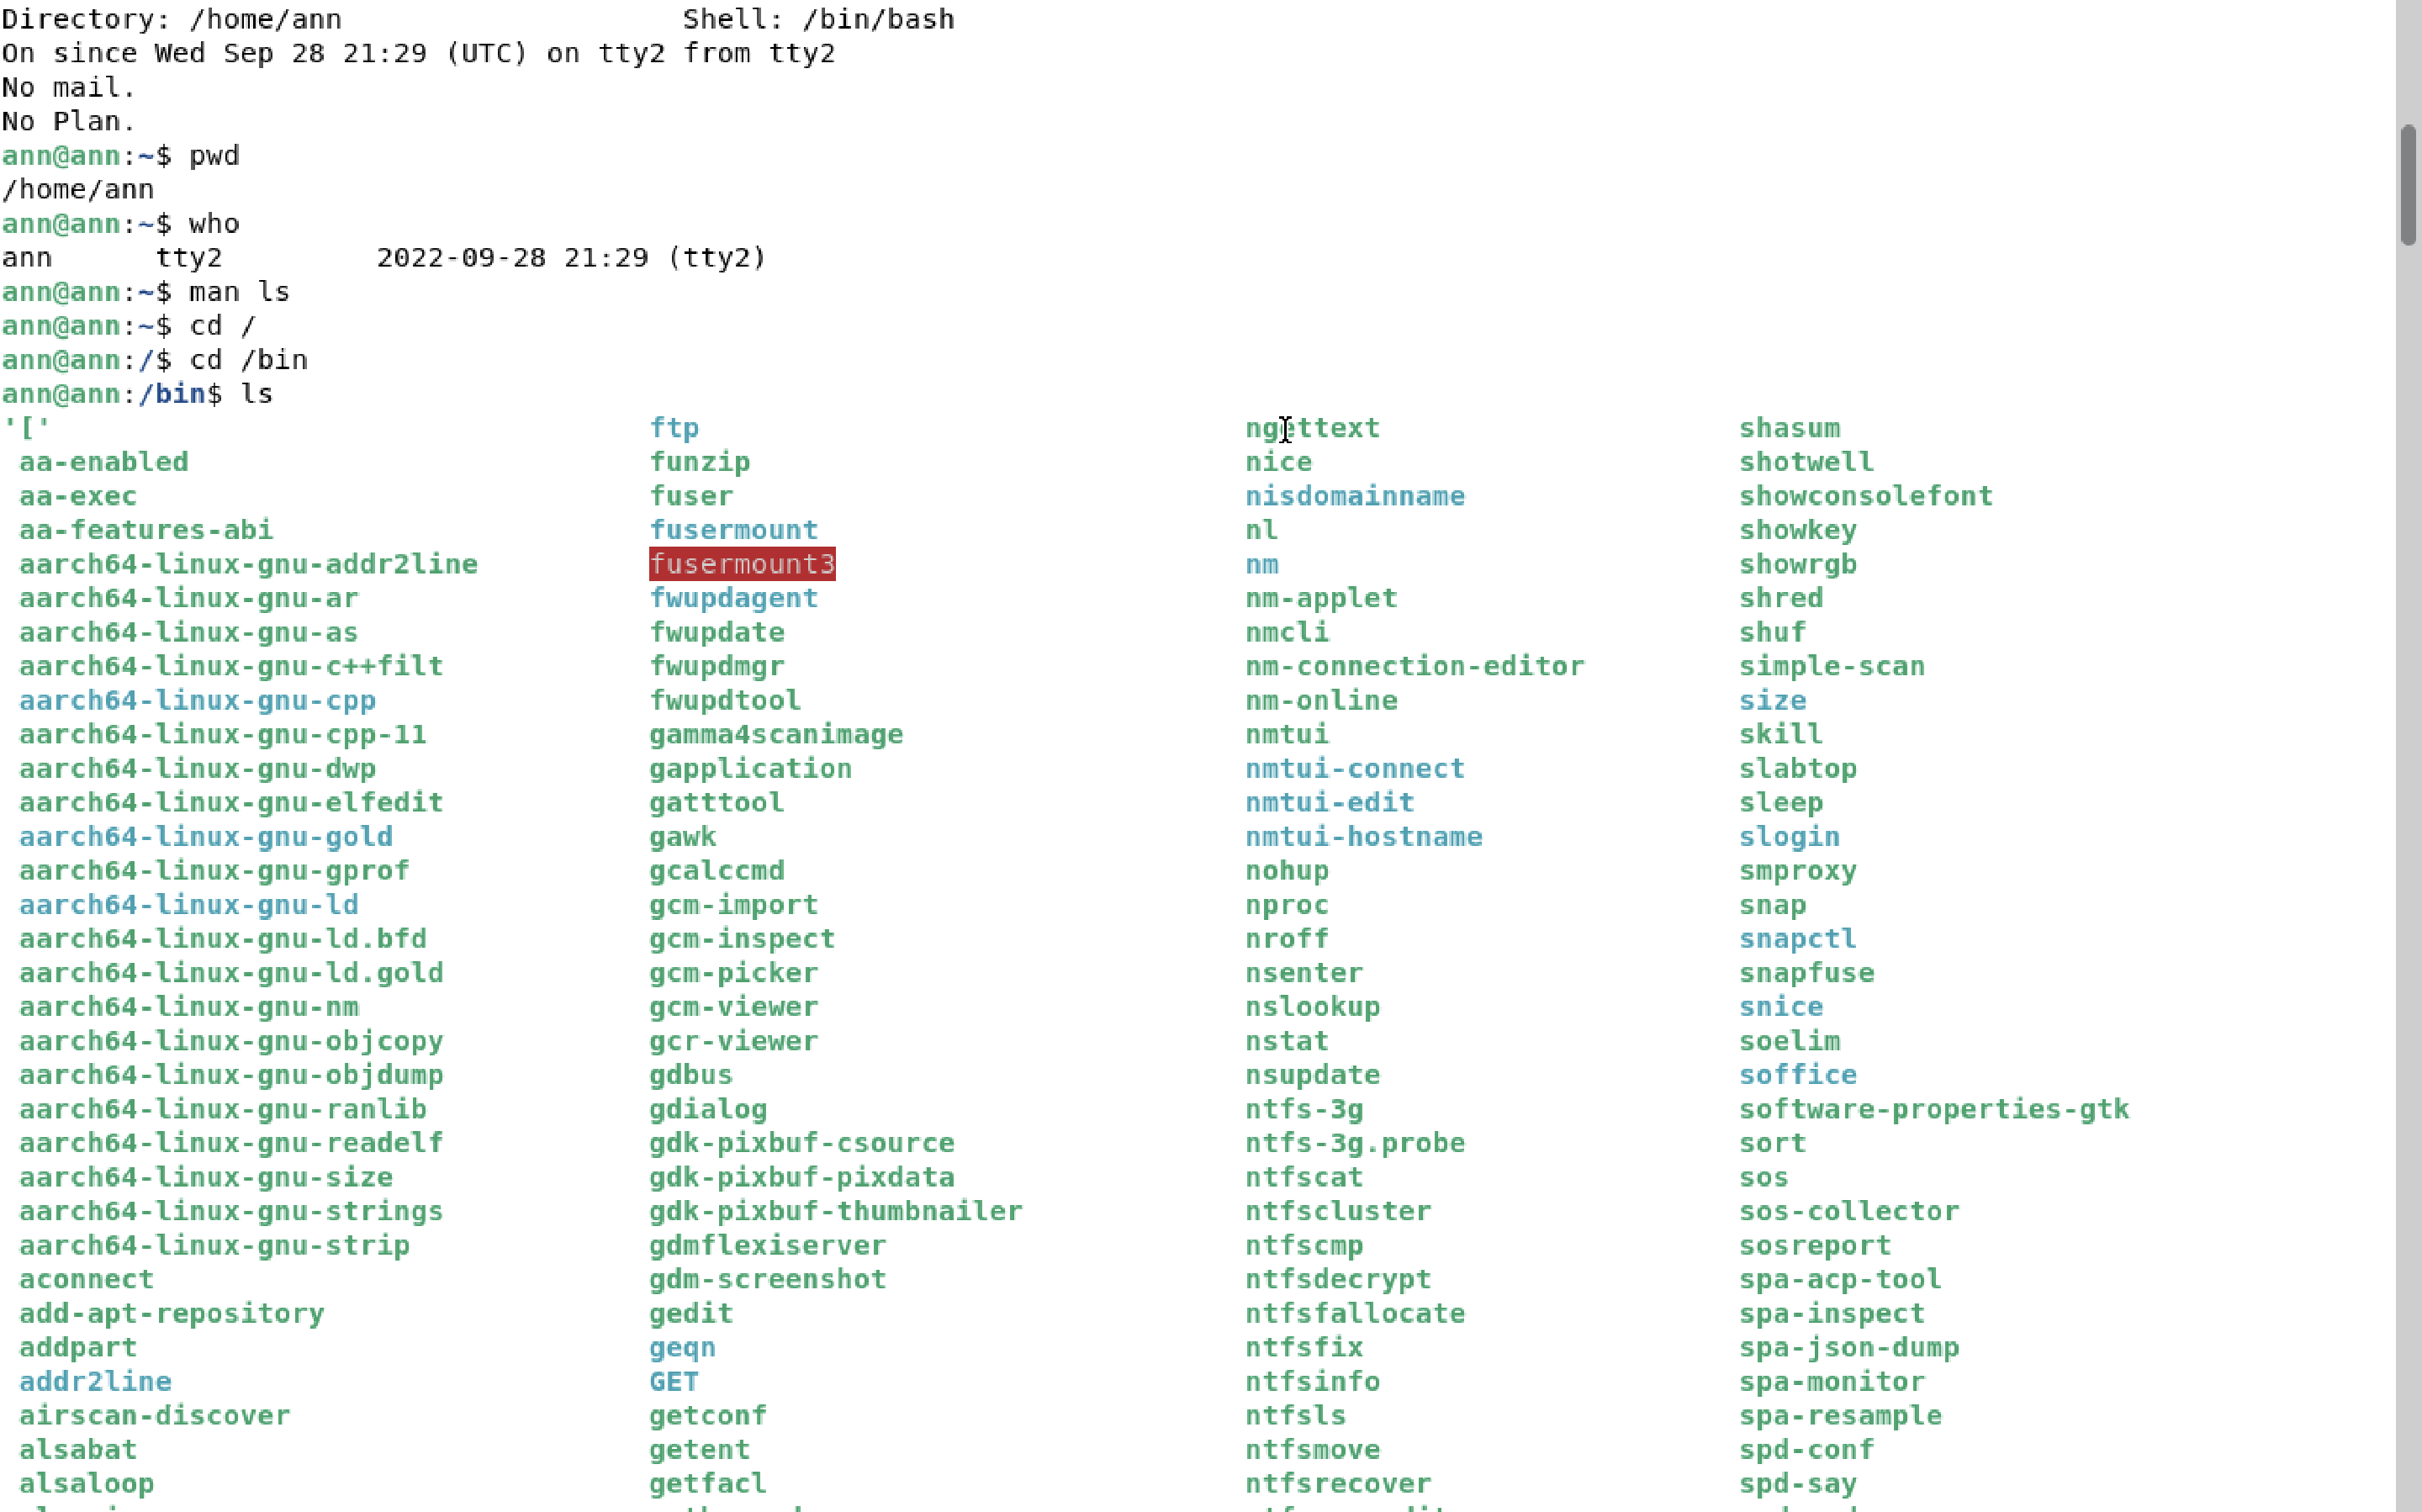 Directory: /home/ann                    Shell: /bin/bash
On since Wed Sep 28 21:29 (UTC) on tty2 from tty2
No mail.
No Plan.
ann@ann:~$ pwd
/home/ann
ann@ann:~$ who
ann      tty2         2022-09-28 21:29 (tty2)
ann@ann:~$ man ls
ann@ann:~$ cd /
ann@ann:/$ cd /bin
ann@ann:/bin$ ls
'[' ftp ngettext shasum
aa-enabled funzip nice shotwell
aa-exec fuser nisdomainname showconsolefont
aa-features-abi fusermount nl showkey
aarch64-linux-gnu-addr2line fusermount3 nm showrgb
aarch64-linux-gnu-ar fwupdagent nm-applet shred
aarch64-linux-gnu-as fwupdate nmcli shuf
aarch64-linux-gnu-c++filt fwupdmgr nm-connection-editor simple-scan
aarch64-linux-gnu-cpp fwupdtool nm-online size
aarch64-linux-gnu-cpp-11 gamma4scanimage nmtui skill
aarch64-linux-gnu-dwp gapplication nmtui-connect slabtop
aarch64-linux-gnu-elfedit gatttool nmtui-edit sleep
aarch64-linux-gnu-gold gawk nmtui-hostname slogin
aarch64-linux-gnu-gprof gcalccmd nohup smproxy
aarch64-linux-gnu-ld gcm-import nproc snap
aarch64-linux-gnu-ld.bfd gcm-inspect nroff snapctl
aarch64-linux-gnu-ld.gold gcm-picker nsenter snapfuse
aarch64-linux-gnu-nm gcm-viewer nslookup snice
aarch64-linux-gnu-objcopy gcr-viewer nstat soelim
aarch64-linux-gnu-objdump gdbus nsupdate soffice
aarch64-linux-gnu-ranlib gdialog ntfs-3g software-properties-gtk
aarch64-linux-gnu-readelf gdk-pixbuf-csource ntfs-3g.probe sort
aarch64-linux-gnu-size gdk-pixbuf-pixdata ntfscat sos
aarch64-linux-gnu-strings gdk-pixbuf-thumbnailer ntfscluster sos-collector
aarch64-linux-gnu-strip gdmflexiserver ntfscmp sosreport
aconnect gdm-screenshot ntfsdecrypt spa-acp-tool
add-apt-repository gedit ntfsfallocate spa-inspect
addpart geqn ntfsfix spa-json-dump
addr2line GET ntfsinfo spa-monitor
airscan-discover getconf ntfsls spa-resample
alsabat getent ntfsmove spd-conf
alsaloop getfacl ntfsrecover spd-say